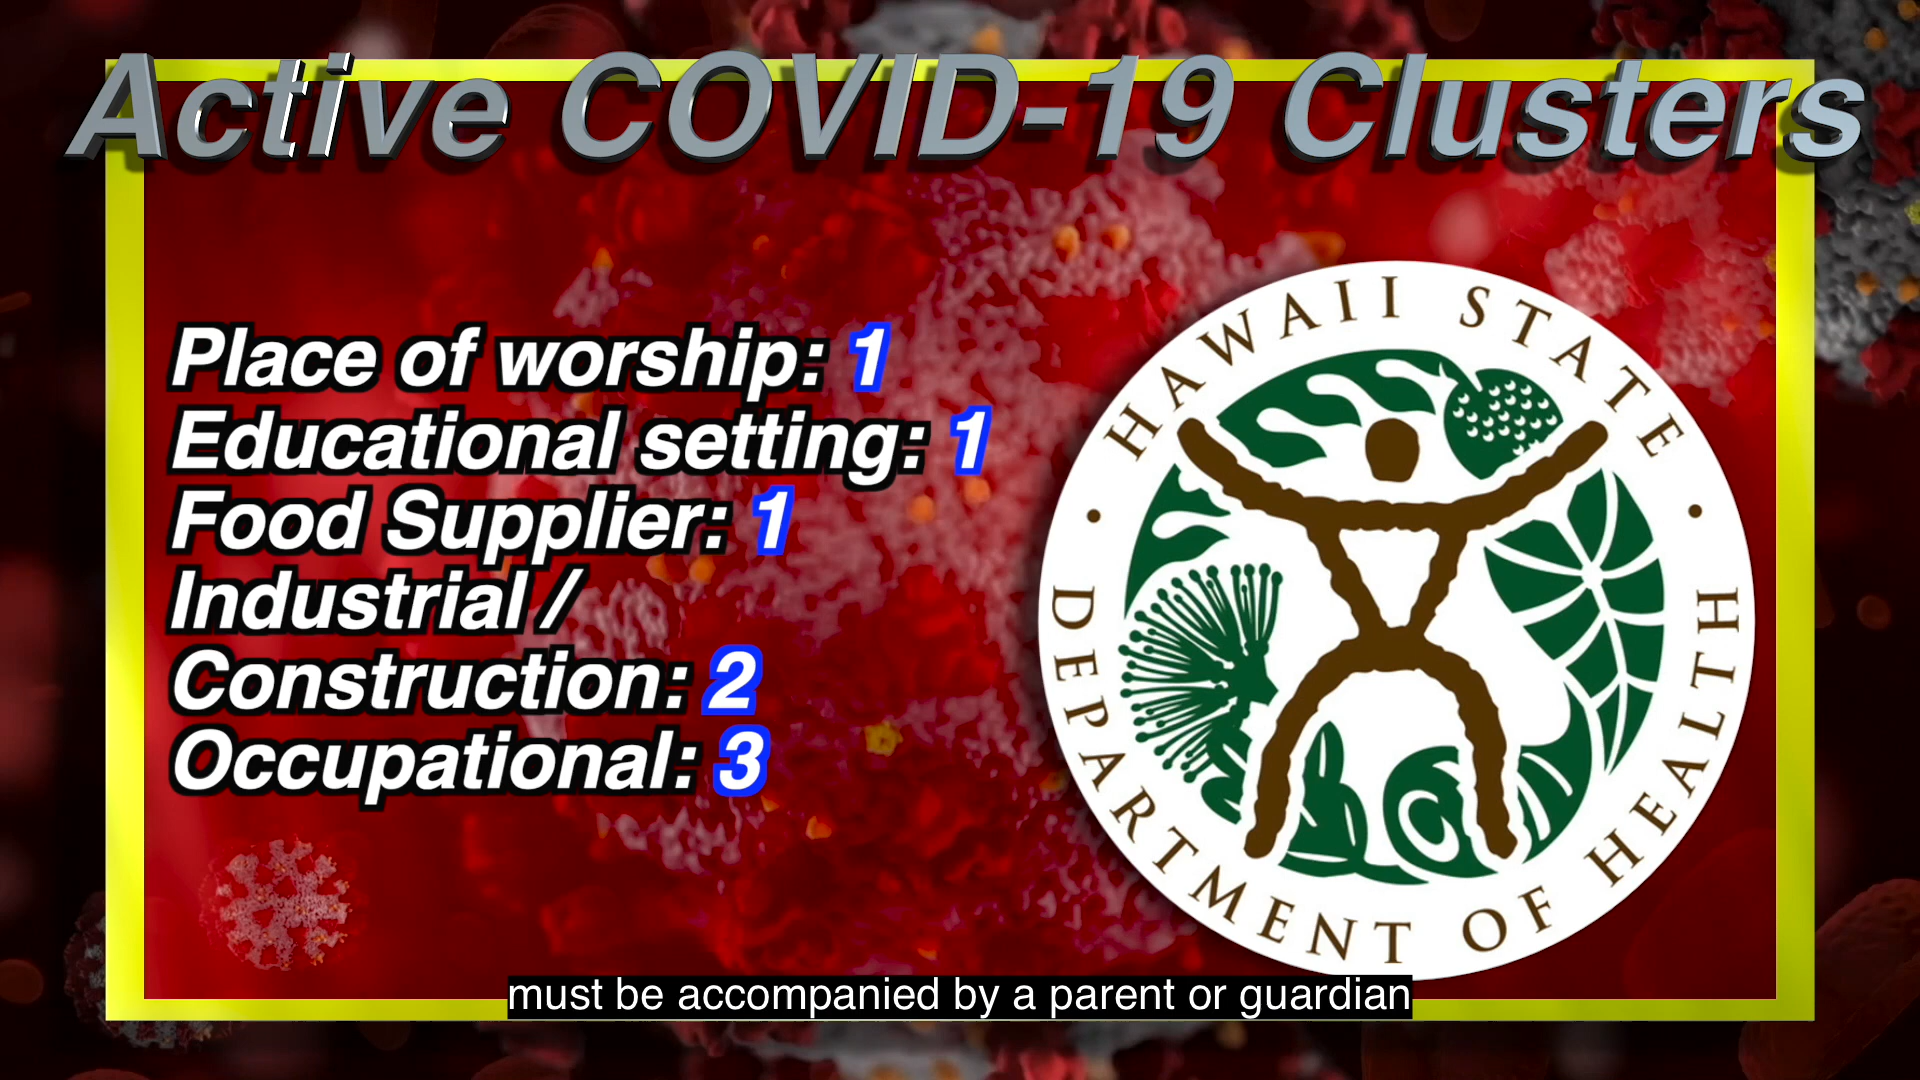 Active COVID-19 Clusters
Place of worship: 1
Educational setting: 1
Food Supplier: 1
Industrial /
Construction: 2
Occupational: 3
HAWAII STATE
DEPARTMENT OF HEALTH
must be accompanied by a parent or guardian